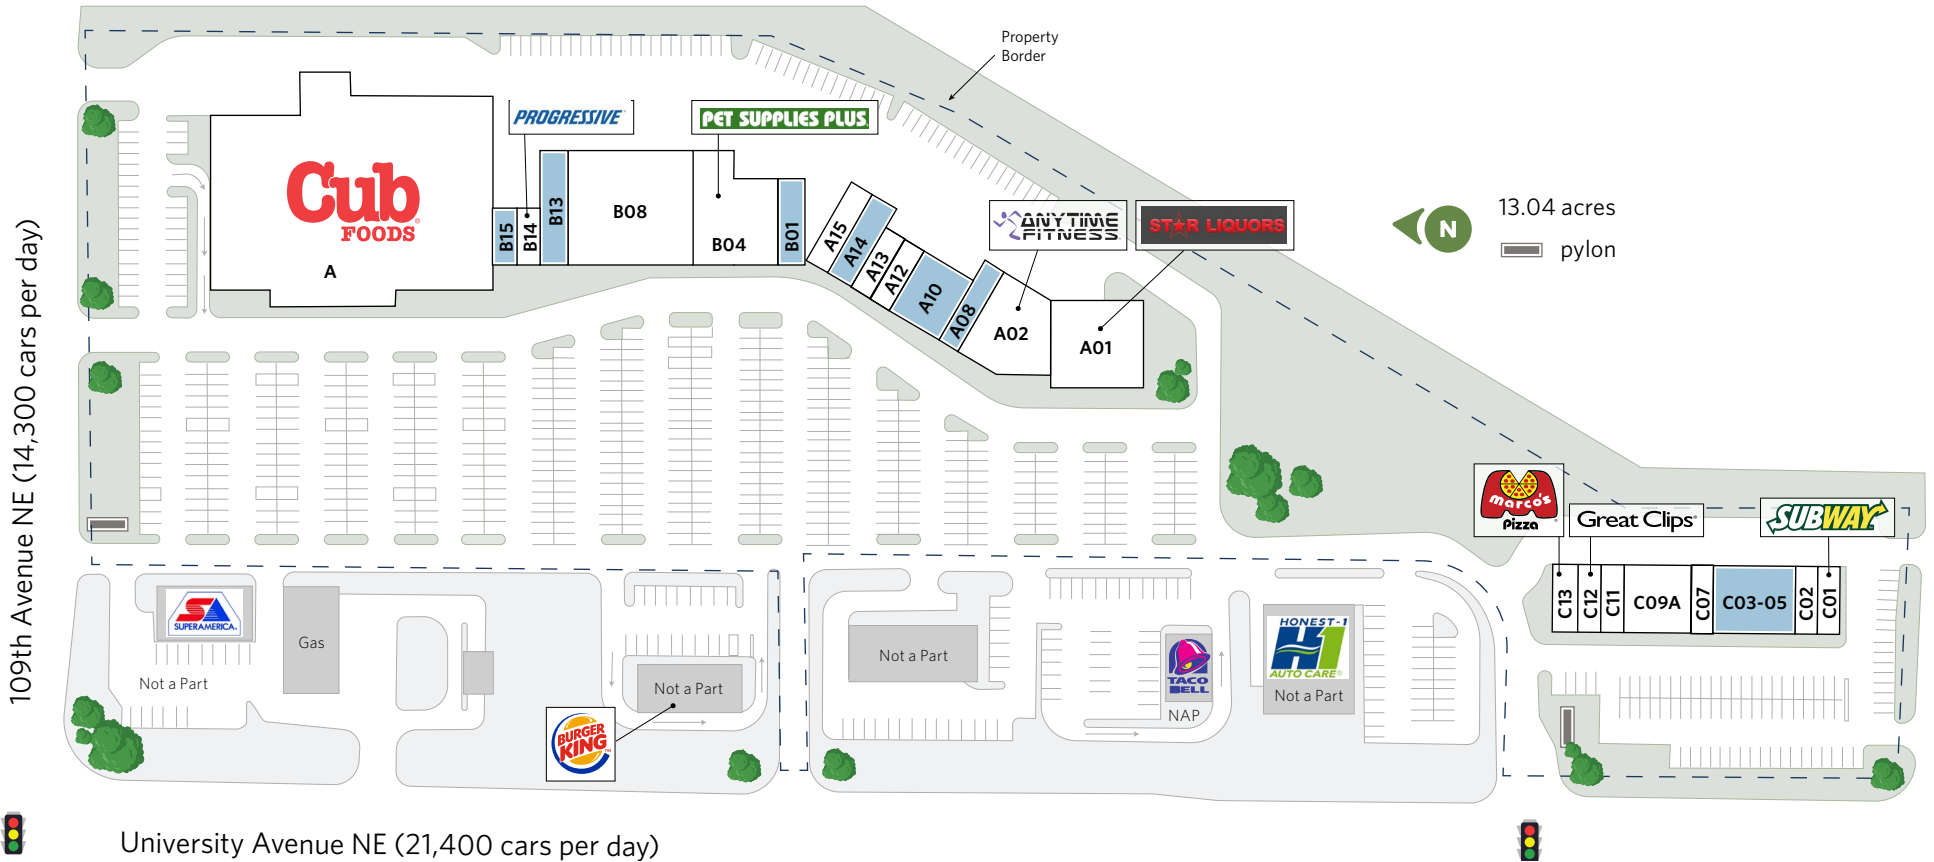 Property
Border
PROGRESSIVE
PET SUPPLIES PLUS
Cub
FOODS
A
B15
B14
B13
B08
B04
B01
A15
A14
A13
A12
A10
A08
A02
A01
ANYTIME
FITNESS
STAR LIQUORS
N
13.04 acres
pylon
109th Avenue NE (14,300 cars per day)
marco's
Pizza
Great Clips
SUBWAY
C13
C12
C11
C09A
C07
C03-05
C02
C01
SA
SUPERAMERICA
Not a Part
Gas
Not a Part
BURGER
KING
Not a Part
TACO
BELL
NAP
HONEST-1
H1
AUTO CARE
Not a Part
University Avenue NE (21,400 cars per day)